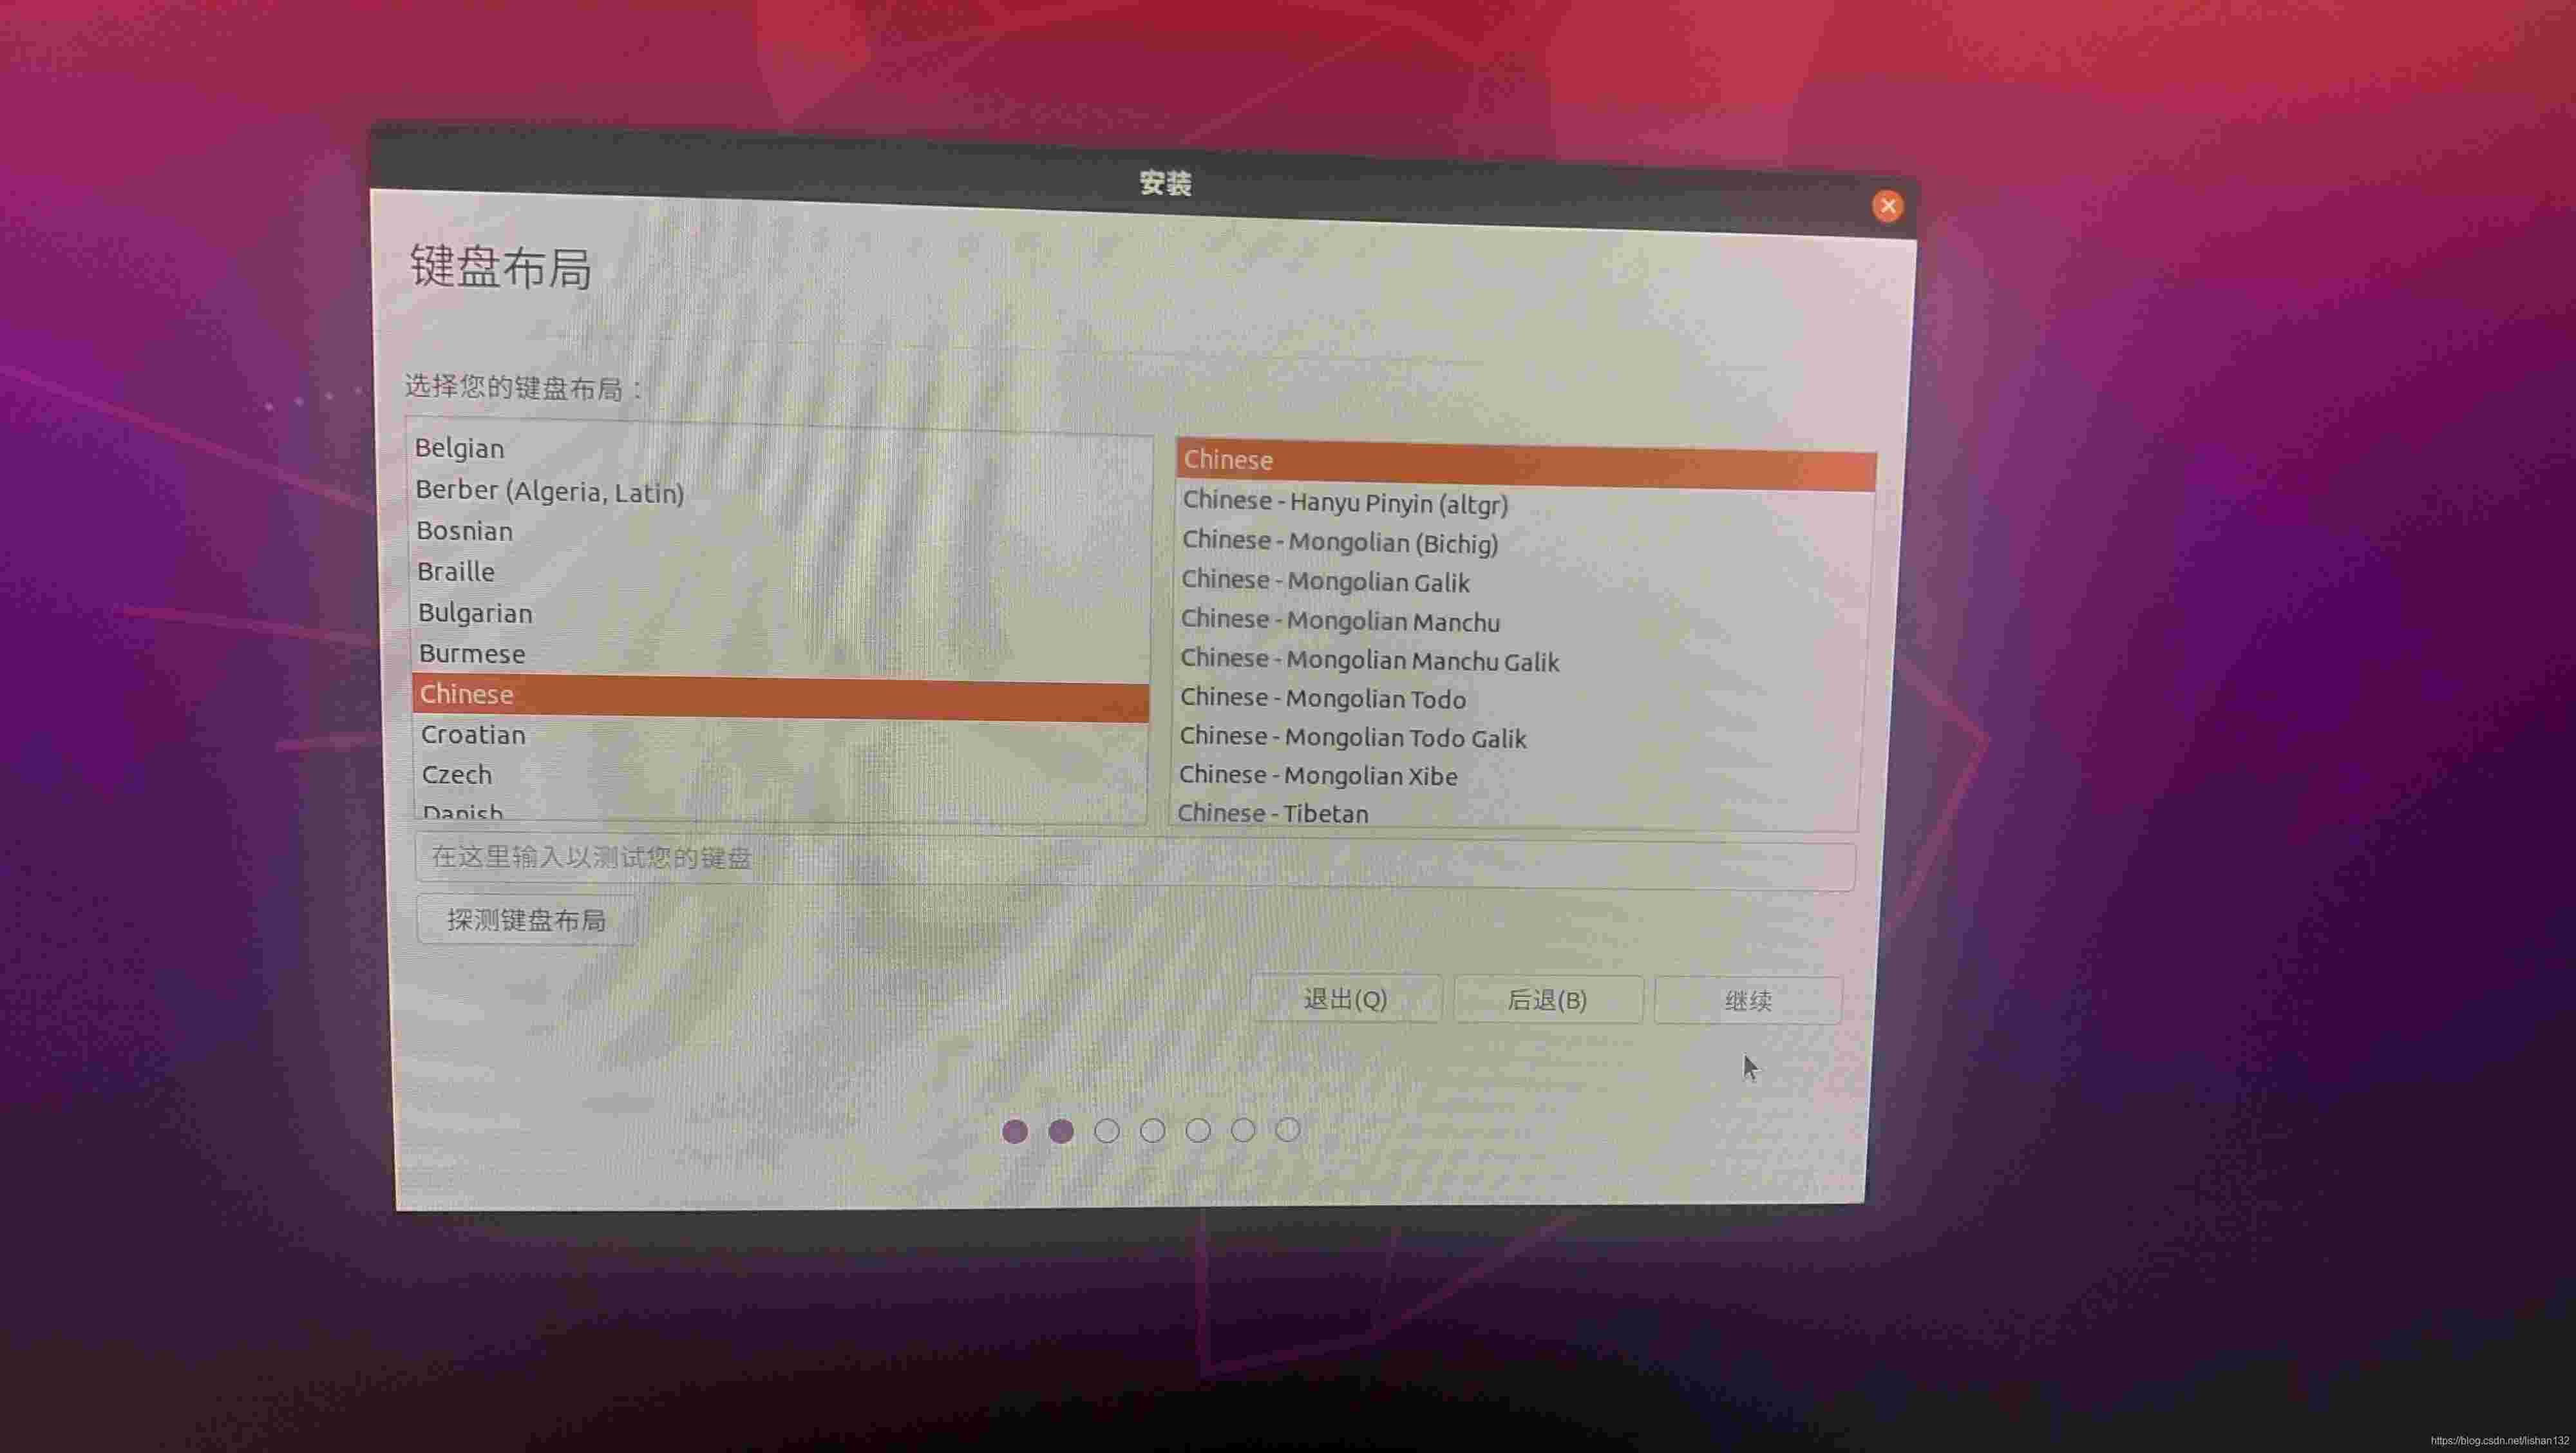 安装
键盘布局
选择您的键盘布局：
Belgian
Berber (Algeria, Latin)
Bosnian
Braille
Bulgarian
Burmese
Chinese
Croatian
Czech
Danish
Chinese
Chinese - Hanyu Pinyin (altgr)
Chinese - Mongolian (Bichig)
Chinese - Mongolian Galik
Chinese - Mongolian Manchu
Chinese - Mongolian Manchu Galik
Chinese - Mongolian Todo
Chinese - Mongolian Todo Galik
Chinese - Mongolian Xibe
Chinese - Tibetan
在这里输入以测试您的键盘
探测键盘布局
退出(Q)
后退(B)
继续
https://blog.csdn.net/lishan132